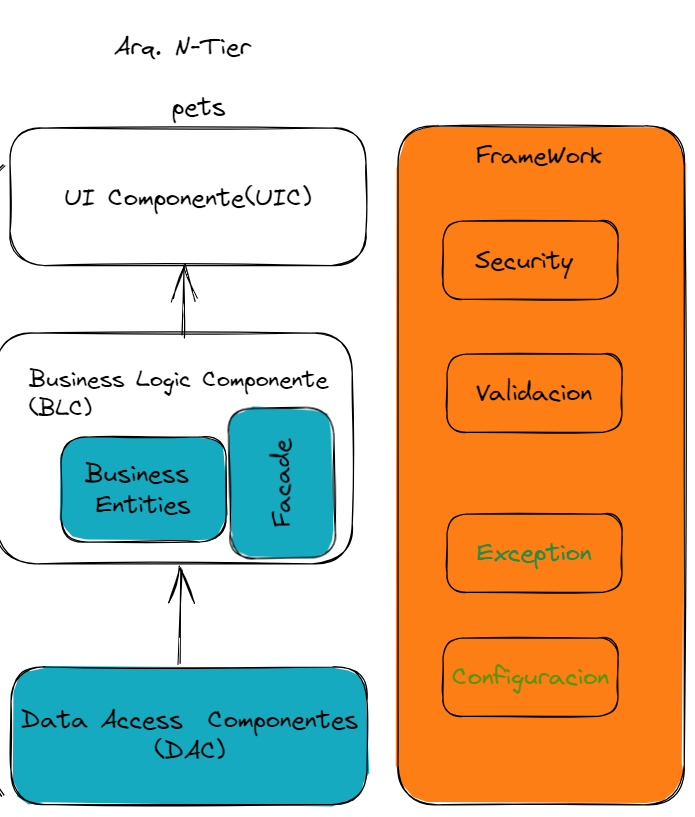 Arq. N-Tier
pets
UI Componente(UIC)
Business Logic Componente
(BLC)
Business
Entities
Facade
Data Access Componentes
(DAC)
FrameWork
Security
Validacion
Exception
Configuracion